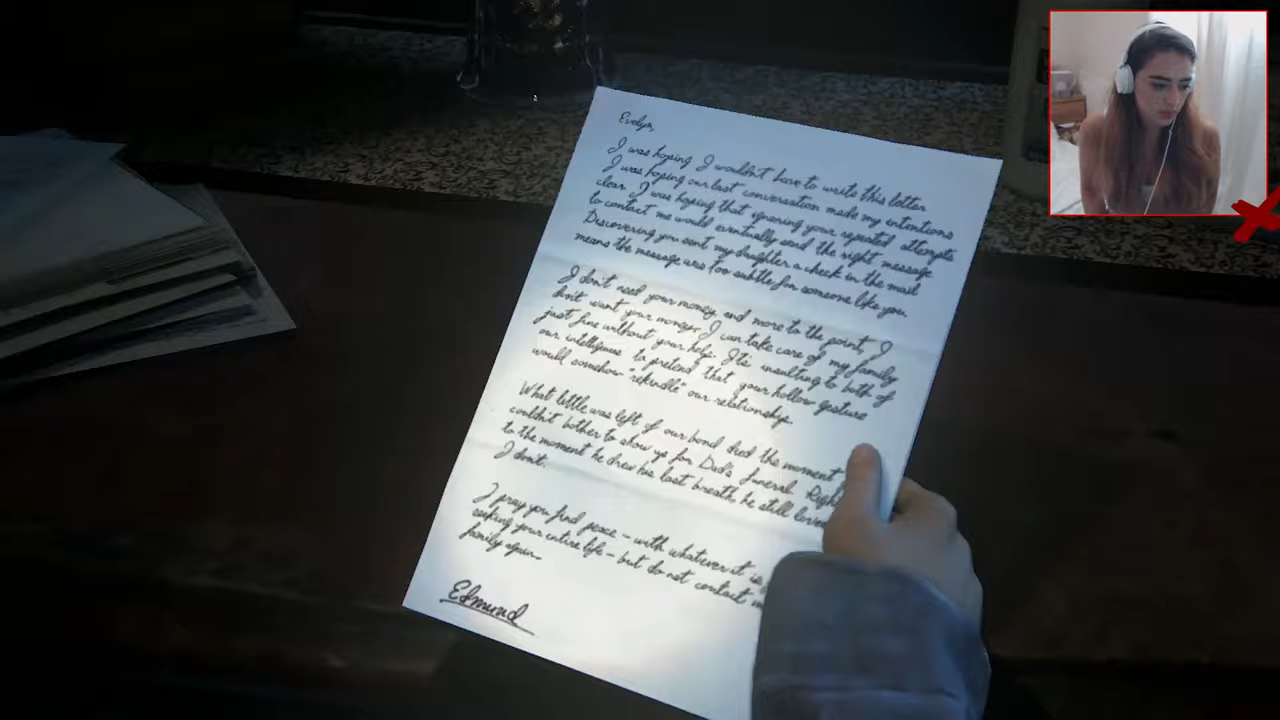 Evelyn,
I was hoping I wouldn't have to write this letter
I was hoping our last conversation made my intentions
clear. I was hoping that ignoring your repeated attempts
to contact me would eventually send the right message
Discovering you sent my daughter a check in the mail
means the message was too subtle for someone like you
I don't need your money, and more to the point, I
don't want your money. I can take care of my family
just fine without your help. It's insulting to both of
our intelligences to pretend that your hollow gesture
would somehow "rekindle" our relationship.
What little was left of our bond died the moment
couldn't bother to show up for Dad's funeral. Right
to the moment he drew his last breath, he still
I don't.
I pray you find peace - with whatever it is
your entire life - but do not contact
family again.
Edmund